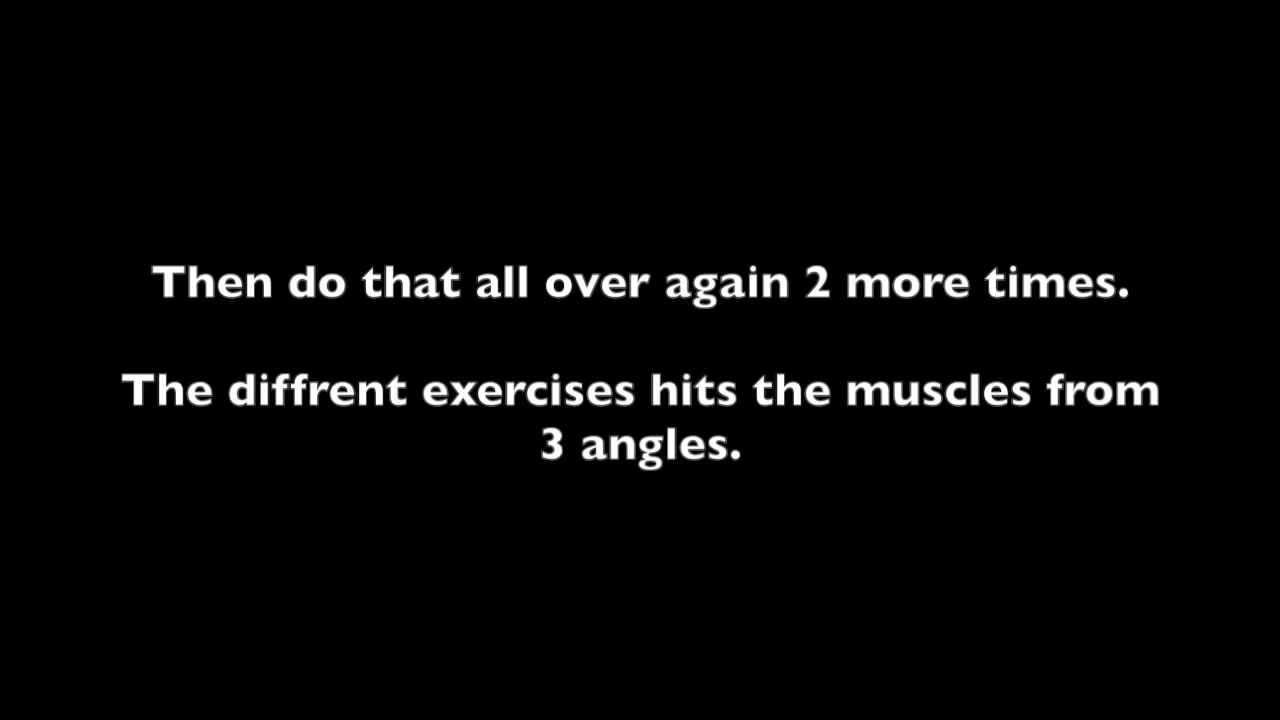 Then do that all over again 2 more times.
The diffrent exercises hits the muscles from
3 angles.